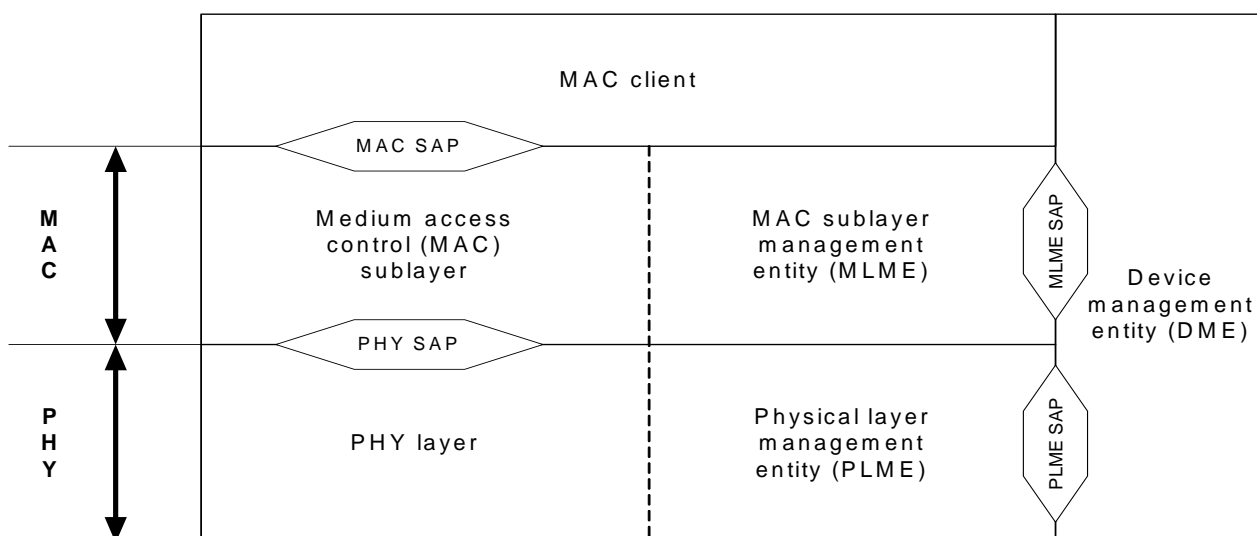 MAC client
MAC SAP
M
A
C
Medium access
control (MAC)
sublayer
MAC sublayer
management
entity (MLME)
MLME SAP
Device
management
entity (DME)
PHY SAP
P
H
Y
PHY layer
Physical layer
management
entity (PLME)
PLME SAP